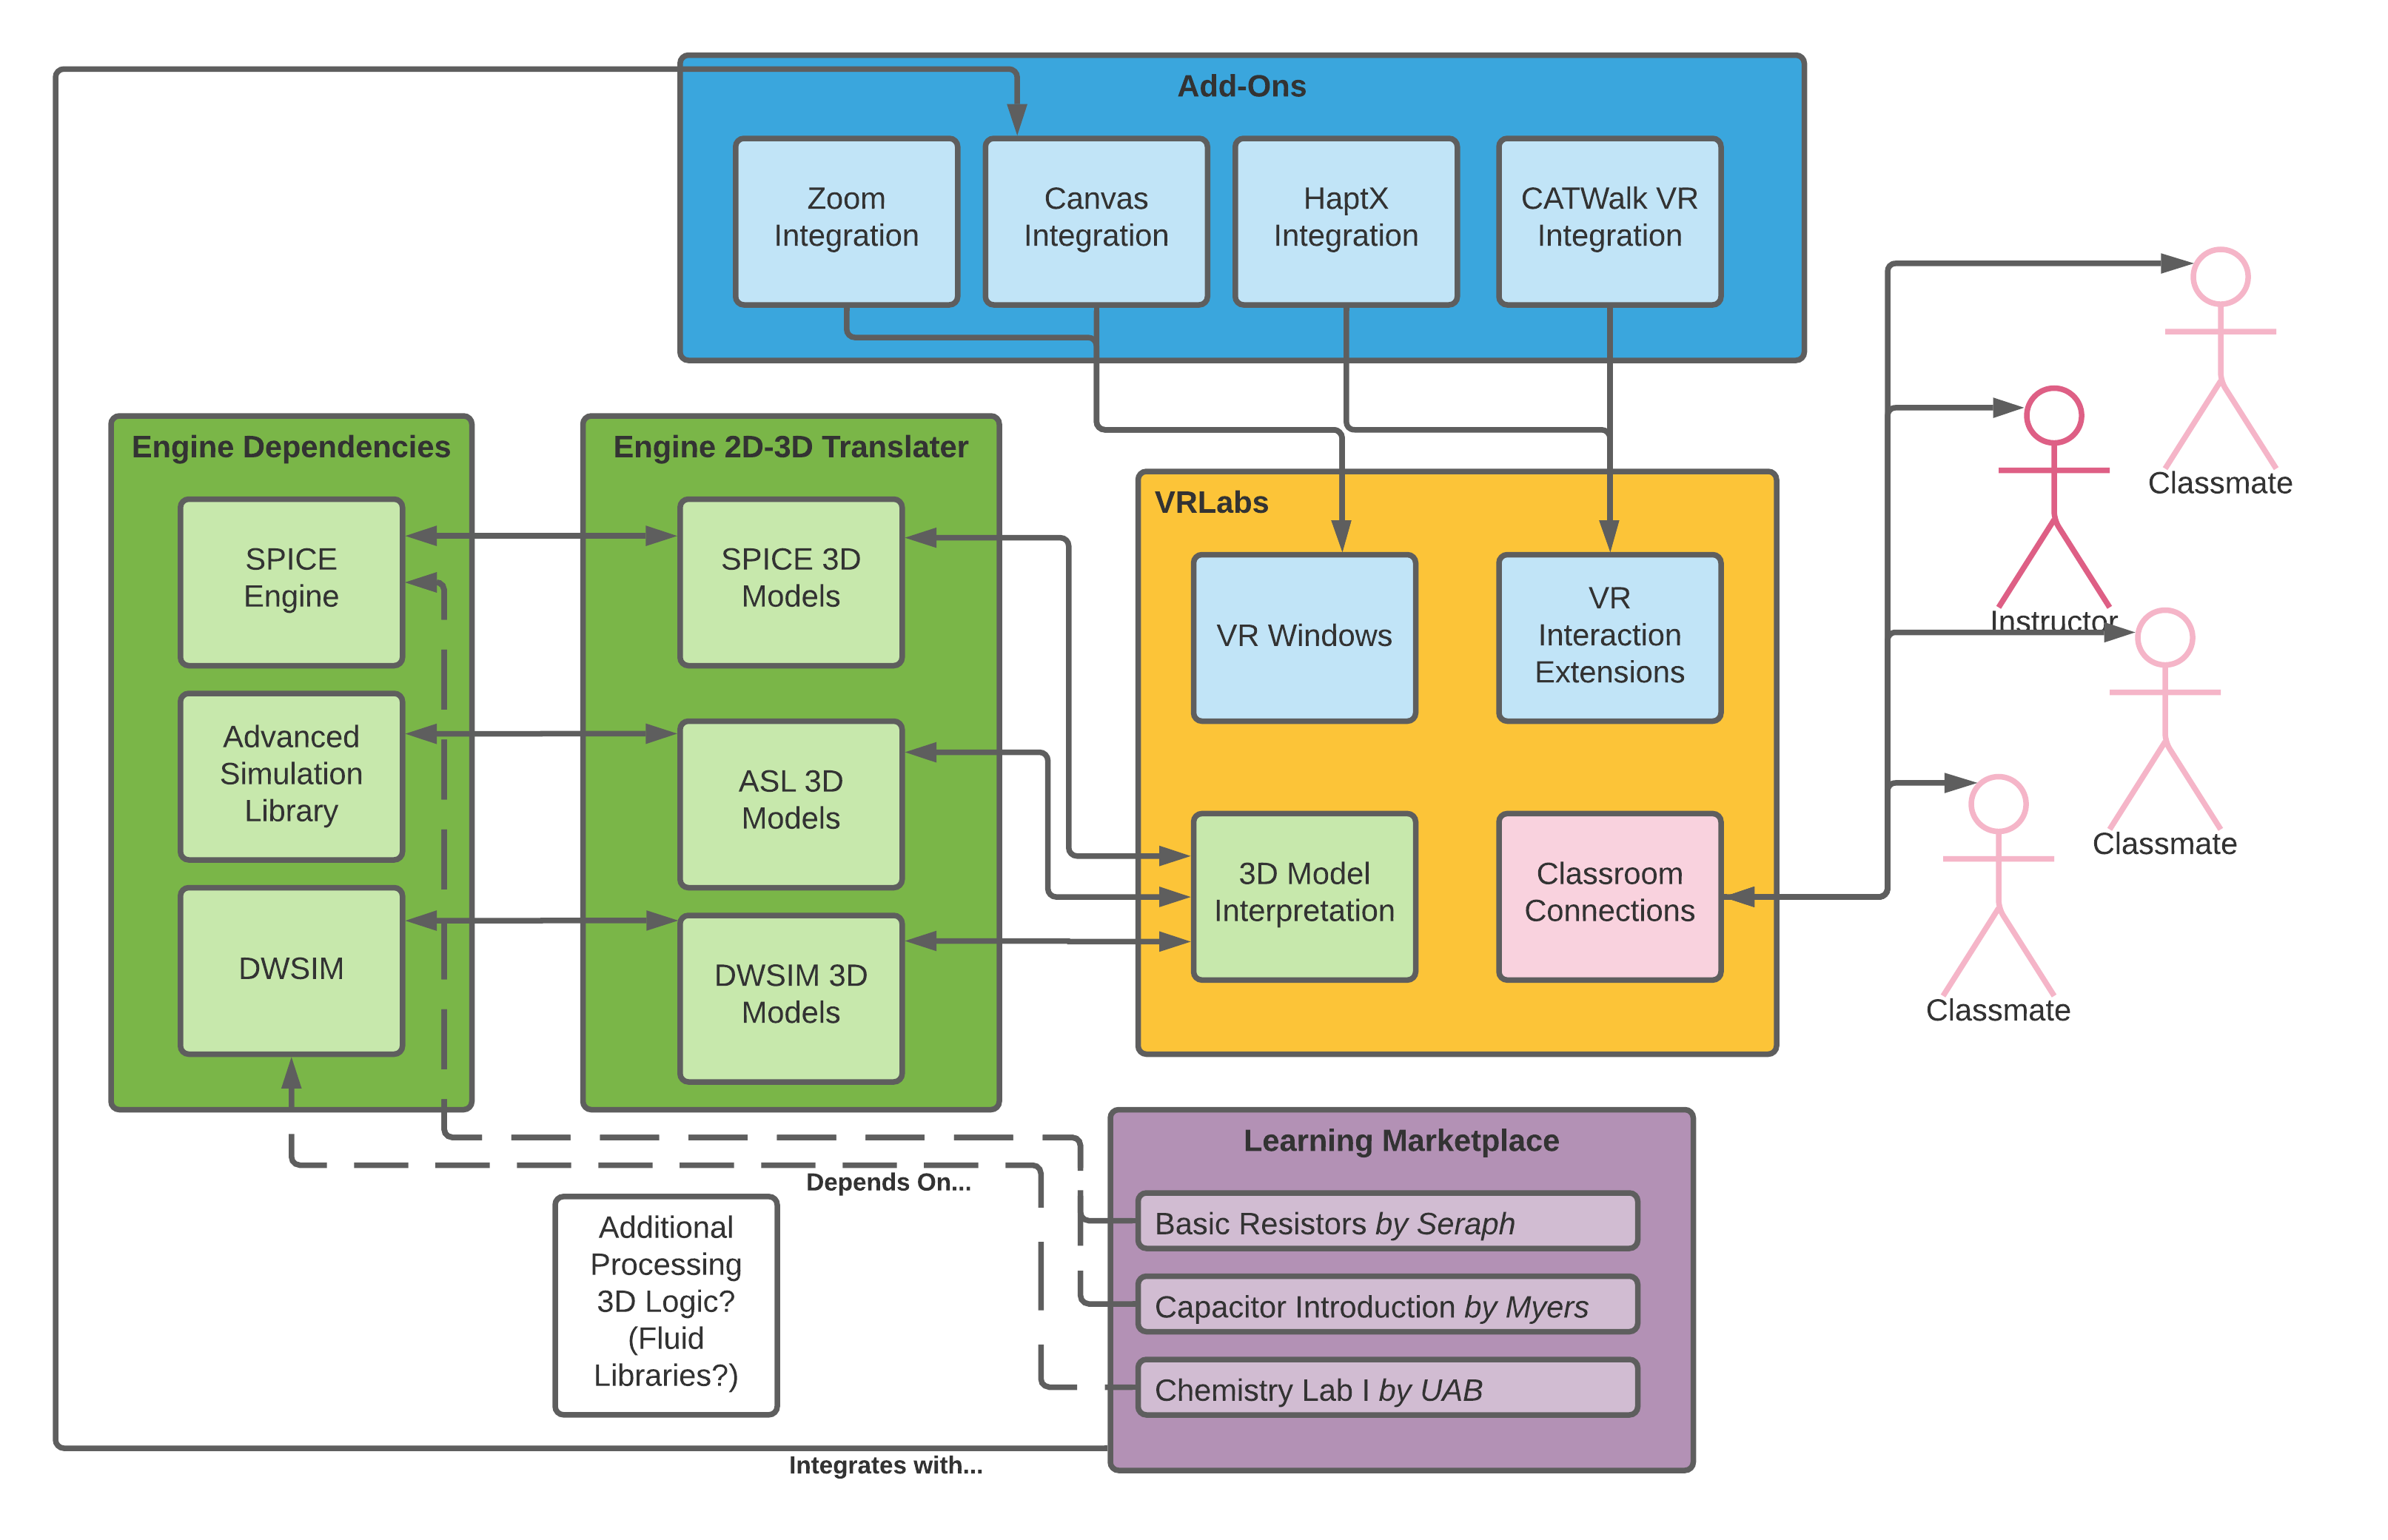 Add-Ons
Zoom
Integration
Canvas
Integration
HaptX
Integration
CATWalk VR
Integration
Classmate
Instructor
Classmate
Classmate
Engine Dependencies
SPICE
Engine
Advanced
Simulation
Library
DWSIM
Engine 2D-3D Translater
SPICE 3D
Models
ASL 3D
Models
DWSIM 3D
Models
VRLabs
VR Windows
VR
Interaction
Extensions
3D Model
Interpretation
Classroom
Connections
Depends On...
Additional
Processing
3D Logic?
(Fluid
Libraries?)
Integrates with...
Learning Marketplace
Basic Resistors by Seraph
Capacitor Introduction by Myers
Chemistry Lab I by UAB